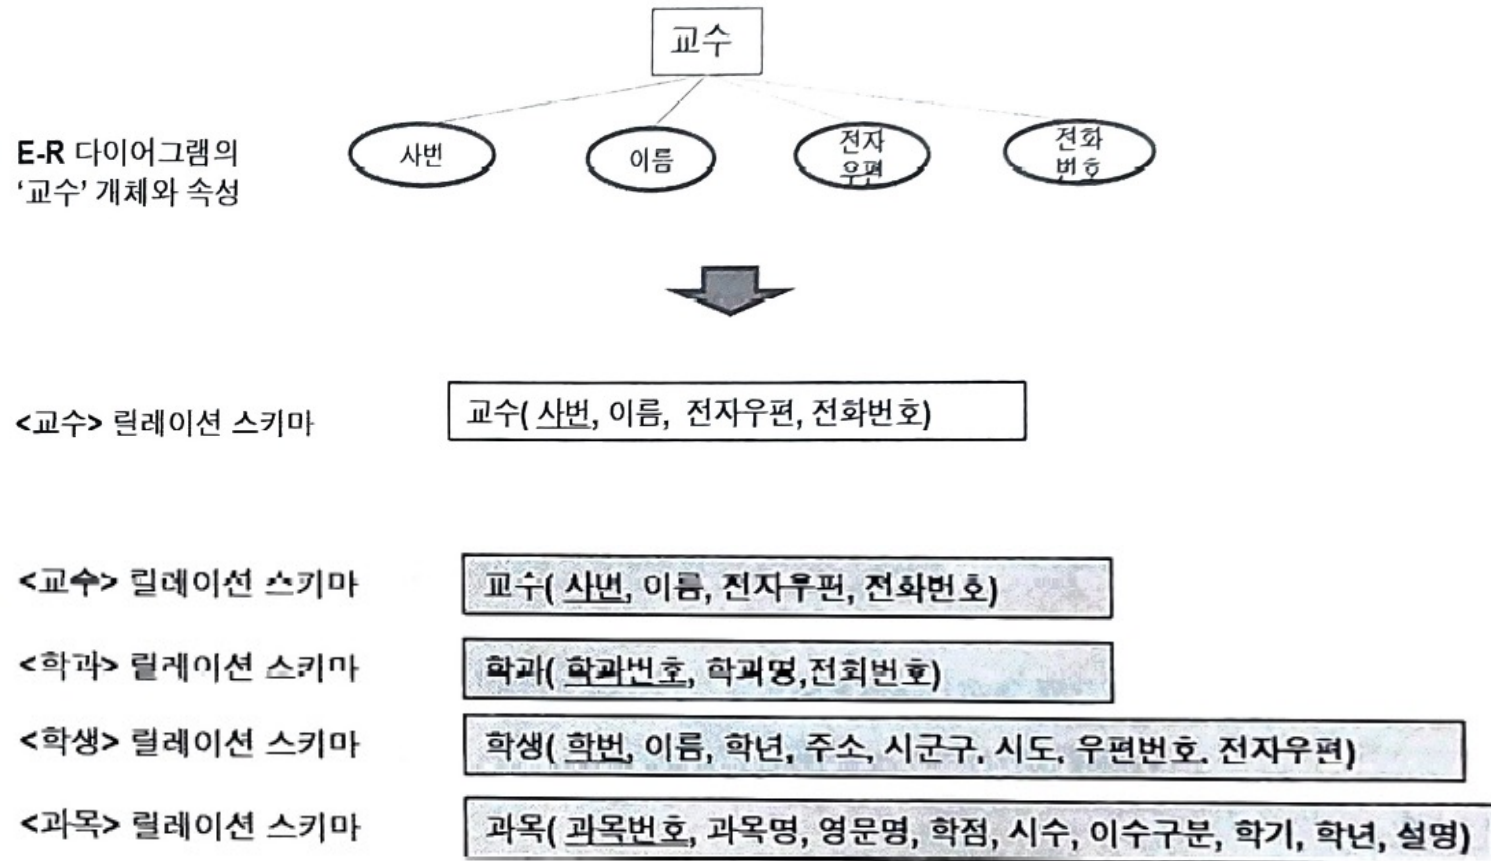 교수
사번
이름
전자
우편
전화
번호
E-R 다이어그램의
‘교수’ 개체와 속성
<교수> 릴레이션 스키마
교수( 사번, 이름, 전자우편, 전화번호)
<교수> 릴레이션 스키마
교수( 사번, 이름, 전자우편, 전화번호)
<학과> 릴레이션 스키마
학과( 학과번호, 학과명,전화번호)
<학생> 릴레이션 스키마
학생( 학번, 이름, 학년, 주소, 시군구, 시도, 우편번호. 전자우편)
<과목> 릴레이션 스키마
과목( 과목번호, 과목명, 영문명, 학점, 시수, 이수구분, 학기, 학년, 설명)